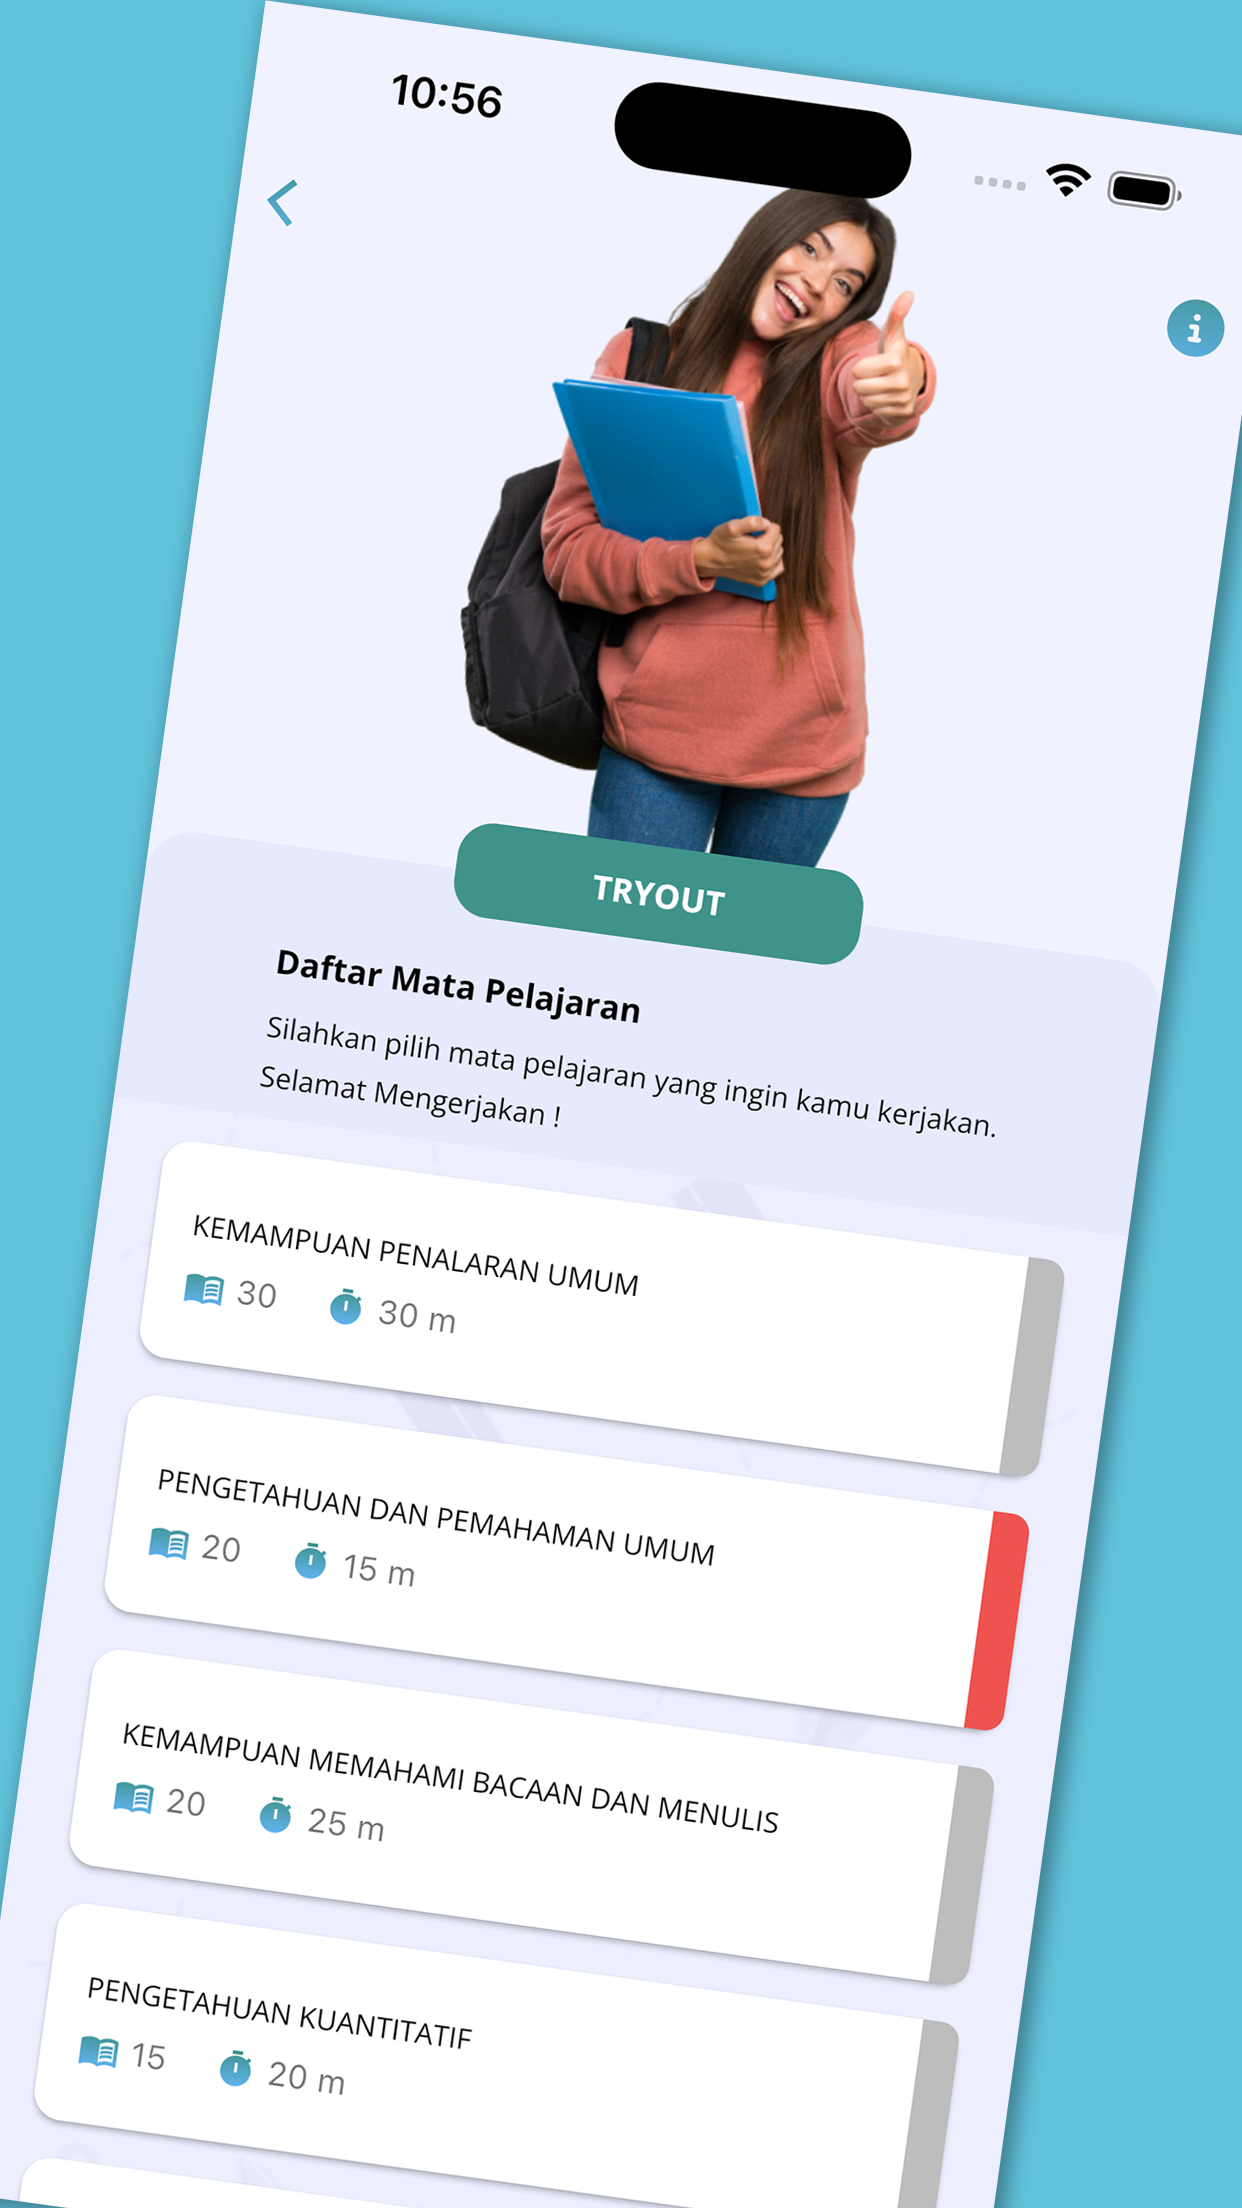 10:56
TRYOUT
Daftar Mata Pelajaran
Silahkan pilih mata pelajaran yang ingin kamu kerjakan.
Selamat Mengerjakan !
KEMAMPUAN PENALARAN UMUM
30 30 m
PENGETAHUAN DAN PEMAHAMAN UMUM
20 15 m
KEMAMPUAN MEMAHAMI BACAAN DAN MENULIS
20 25 m
PENGETAHUAN KUANTITATIF
15 20 m